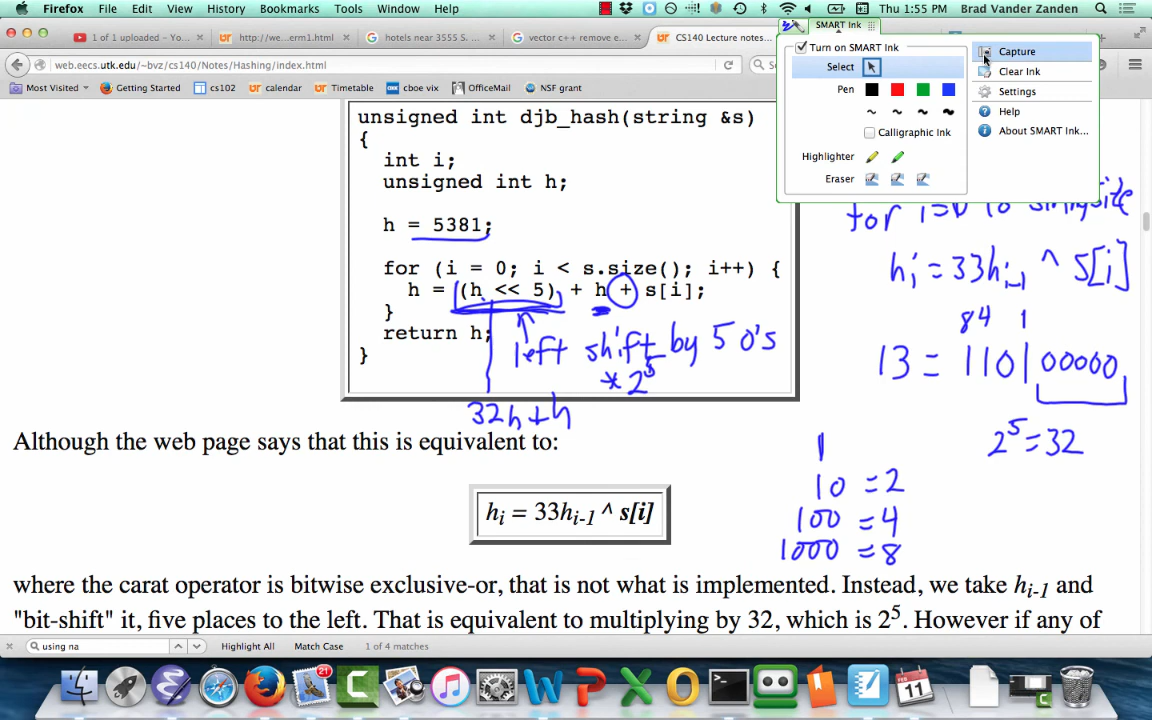 Firefox File Edit View History Bookmarks Tools Window Help Thu 1:55 PM Brad Vander Zanden
SMART Ink
1 of 1 uploaded - Yo...
http://we...erm1.html
hotels near 3555 S. ...
vector c++ remove e...
CS140 Lecture notes...
web.eecs.utk.edu/~bvz/cs140/Notes/Hashing/index.html
Most Visited Getting Started cs102 calendar Timetable cboe vix OfficeMail NSF grant
Turn on SMART Ink
Select
Pen
Calligraphic Ink
Highlighter
Eraser
Capture
Clear Ink
Settings
Help
About SMART Ink...
unsigned int djb_hash(string &s)
{
int i;
unsigned int h;
h = 5381;
for (i = 0; i < s.size(); i++) {
h = (h << 5) + h + s[i];
}
return h;
}
left shift by 5 0's
* 2^5
32h+h
for i=0 to
hi = 33hi-1 ^ S[i]
84 1
13 = 1101 00000
2^5=32
1
10 =2
100 =4
1000 =8
Although the web page says that this is equivalent to:
hi = 33hi-1 ^ s[i]
where the carat operator is bitwise exclusive-or, that is not what is implemented. Instead, we take hi-1 and
"bit-shift" it, five places to the left. That is equivalent to multiplying by 32, which is 2^5. However if any of
using na Highlight All Match Case 1 of 4 matches
21
FEB
11